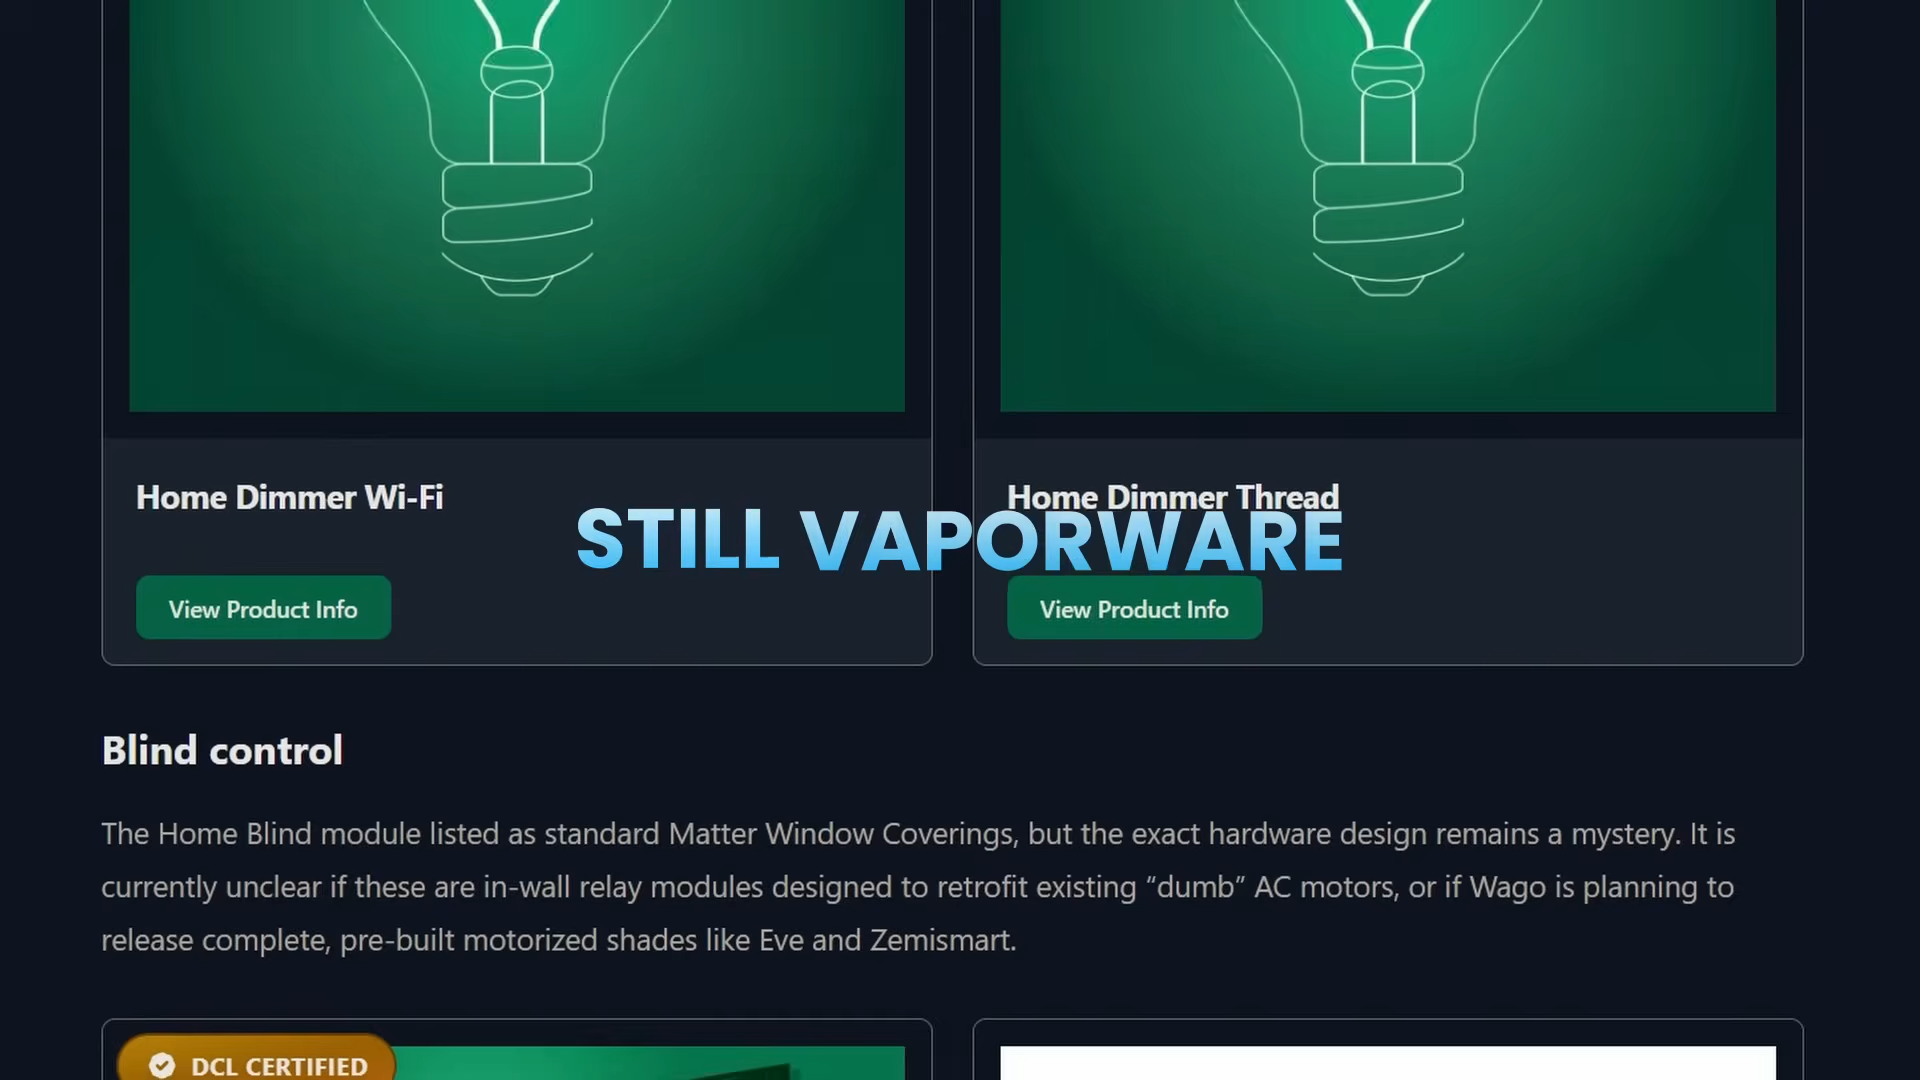 Home Dimmer Wi-Fi
Home Dimmer Thread
STILL VAPORWARE
View Product Info
View Product Info
Blind control
The Home Blind module listed as standard Matter Window Coverings, but the exact hardware design remains a mystery. It is
currently unclear if these are in-wall relay modules designed to retrofit existing “dumb” AC motors, or if Wago is planning to
release complete, pre-built motorized shades like Eve and Zemismart.
DCL CERTIFIED